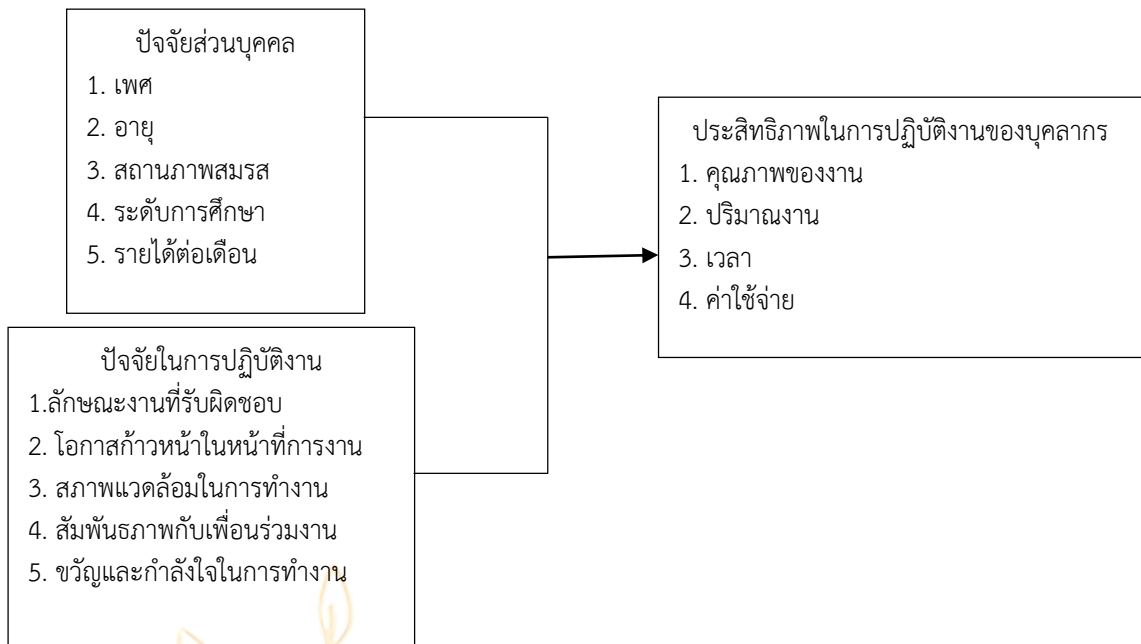 ปัจจัยส่วนบุคคล
1. เพศ
2. อายุ
3. สถานภาพสมรส
4. ระดับการศึกษา
5. รายได้ต่อเดือน
ปัจจัยในการปฏิบัติงาน
1.ลักษณะงานที่รับผิดชอบ
2. โอกาสก้าวหน้าในหน้าที่การงาน
3. สภาพแวดล้อมในการทำงาน
4. สัมพันธภาพกับเพื่อนร่วมงาน
5. ขวัญและกำลังใจในการทำงาน
ประสิทธิภาพในการปฏิบัติงานของบุคลากร
1. คุณภาพของงาน
2. ปริมาณงาน
3. เวลา
4. ค่าใช้จ่าย